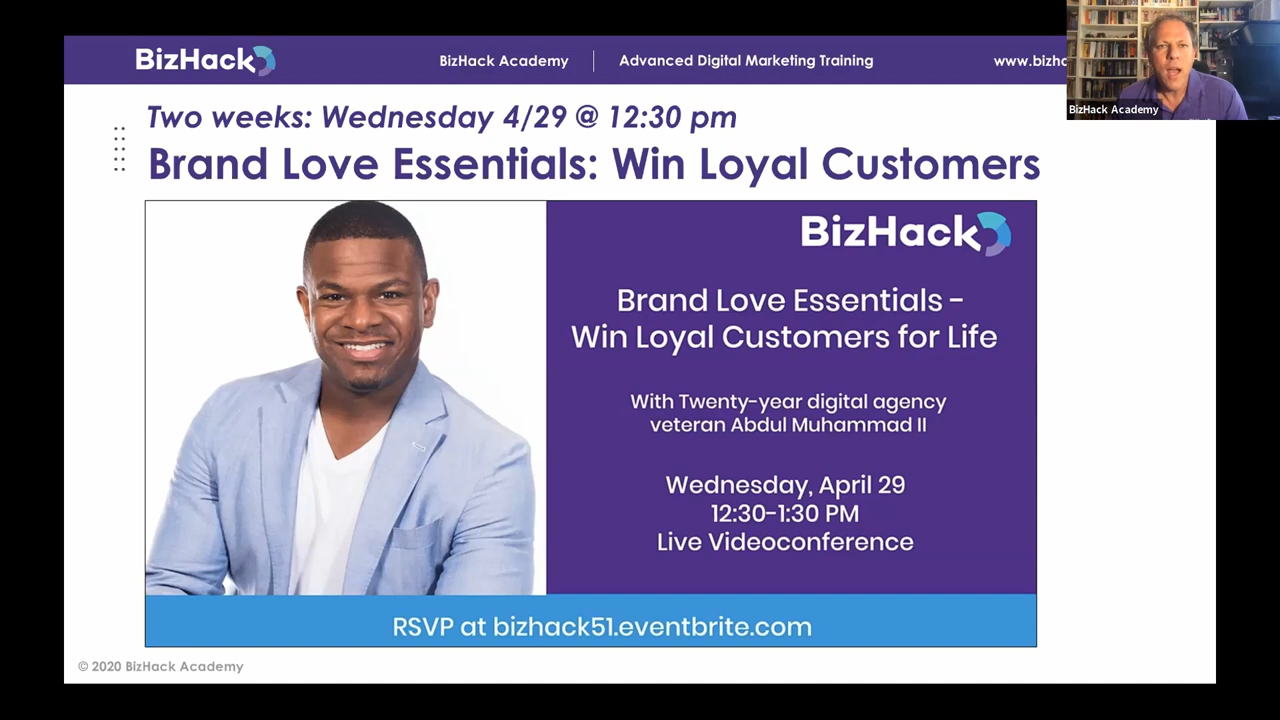 BizHack
BizHack Academy
Advanced Digital Marketing Training
BizHack Academy
Two weeks: Wednesday 4/29 @ 12:30 pm
Brand Love Essentials: Win Loyal Customers
BizHack
Brand Love Essentials -
Win Loyal Customers for Life
With Twenty-year digital agency
veteran Abdul Muhammad II
Wednesday, April 29
12:30-1:30 PM
Live Videoconference
RSVP at bizhack51.eventbrite.com
© 2020 BizHack Academy